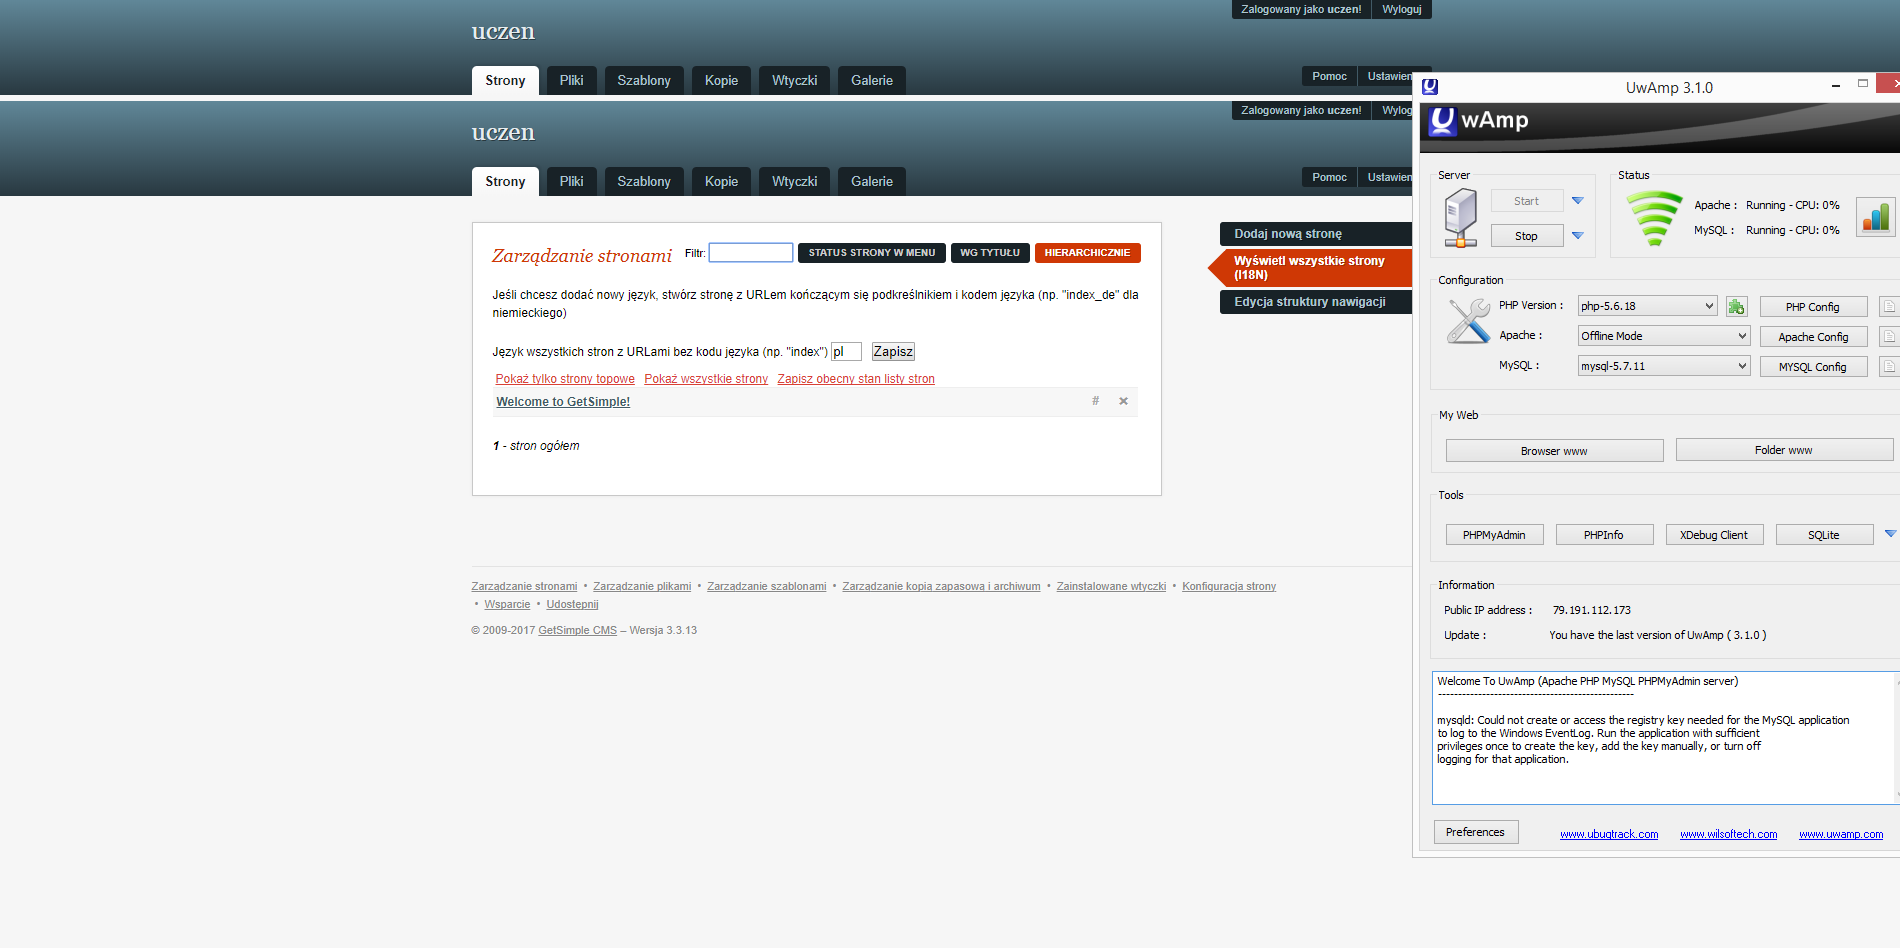 Zalogowany jako uczen! Wyloguj
uczen
Strony Pliki Szablony Kopie Wtyczki Galerie Pomoc Ustawien
Zalogowany jako uczen! Wylog
uczen
Strony Pliki Szablony Kopie Wtyczki Galerie Pomoc Ustawien
Zarządzanie stronami Filtr: STATUS STRONY W MENU WG TYTUŁU HIERARCHICZNIE
Jeśli chcesz dodać nowy język, stwórz stronę z URLem kończącym się podkreślnikiem i kodem języka (np. "index_de" dla
niemieckiego)
Język wszystkich stron z URLami bez kodu języka (np. "index") pl Zapisz
Pokaż tylko strony topowe Pokaż wszystkie strony Zapisz obecny stan listy stron
Welcome to GetSimple! #
1 - stron ogółem
Dodaj nową stronę
Wyświetl wszystkie strony
(I18N)
Edycja struktury nawigacji
Zarzadzanie stronami • Zarządzanie plikami • Zarządzanie szablonami • Zarządzanie kopią zapasową i archiwum • Zainstalowane wtyczki • Konfiguracja strony
• Wsparcie • Udostępnij
© 2009-2017 GetSimple CMS – Wersja 3.3.13
UwAmp 3.1.0
UwAmp
Server
Start
Stop
Status
Apache : Running - CPU: 0%
MySQL : Running - CPU: 0%
Configuration
PHP Version : php-5.6.18 PHP Config
Apache : Offline Mode Apache Config
MySQL : mysql-5.7.11 MYSQL Config
My Web
Browser www Folder www
Tools
PHPMyAdmin PHPInfo XDebug Client SQLite
Information
Public IP address : 79.191.112.173
Update : You have the last version of UwAmp ( 3.1.0 )
Welcome To UwAmp (Apache PHP MySQL PHPMyAdmin server)
-------------------------------------------------
mysqld: Could not create or access the registry key needed for the MySQL application
to log to the Windows EventLog. Run the application with sufficient
privileges once to create the key, add the key manually, or turn off
logging for that application.
Preferences www.ubugtrack.com www.wilsoftech.com www.uwamp.com